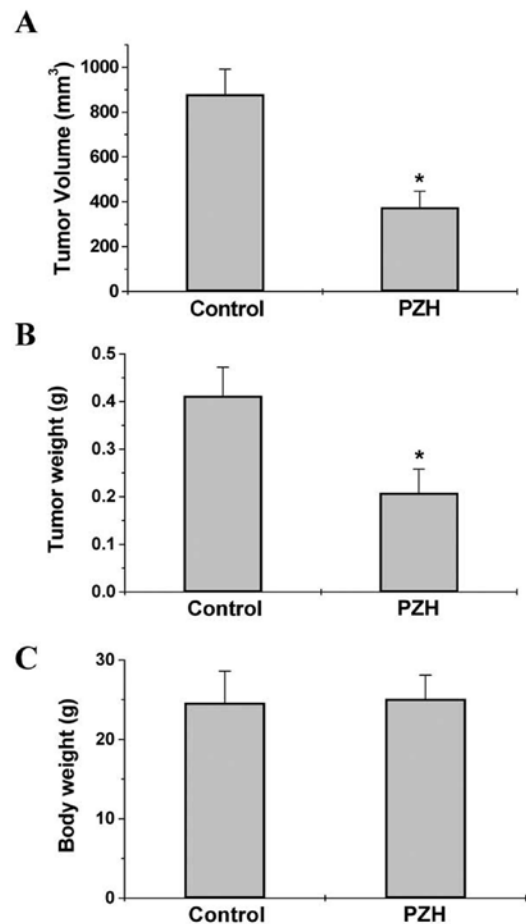 A
Tumor Volume (mm³)
1000
800
600
400
200
0
*
Control PZH
B
Tumor weight (g)
0.5
0.4
0.3
0.2
0.1
0.0
*
Control PZH
C
Body weight (g)
30
20
10
0
Control PZH